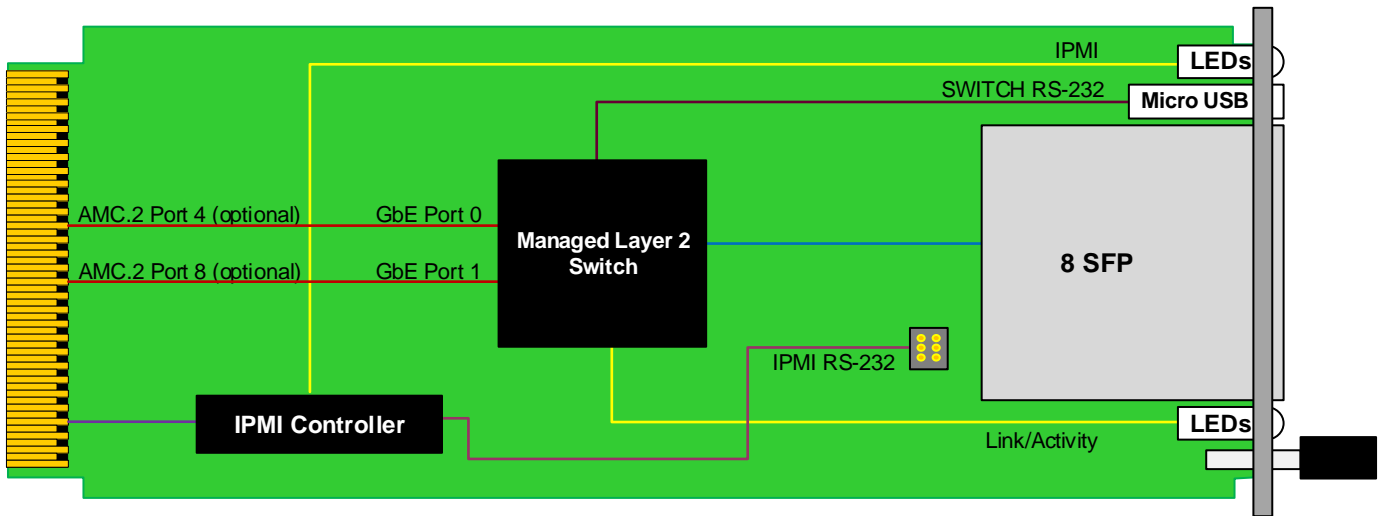 IPMI
LEDs
SWITCH RS-232
Micro USB
AMC.2 Port 4 (optional)
GbE Port 0
Managed Layer 2
Switch
8 SFP
AMC.2 Port 8 (optional)
GbE Port 1
IPMI RS-232
IPMI Controller
LEDs
Link/Activity